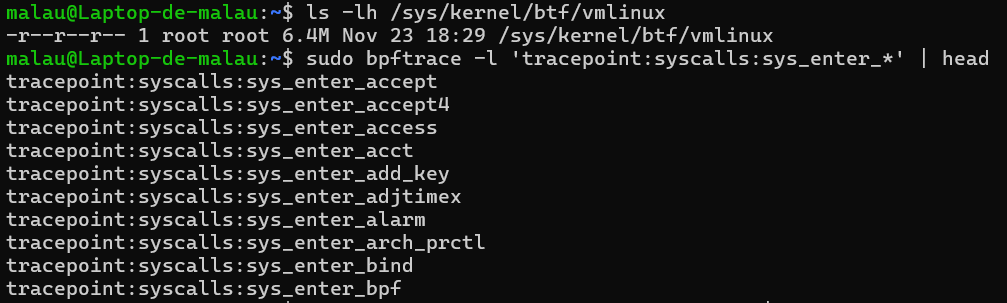 malau@Laptop-de-malau:~$ ls -lh /sys/kernel/btf/vmlinux
-r--r--r-- 1 root root 6.4M Nov 23 18:29 /sys/kernel/btf/vmlinux
malau@Laptop-de-malau:~$ sudo bpftrace -l 'tracepoint:syscalls:sys_enter_*' | head
tracepoint:syscalls:sys_enter_accept
tracepoint:syscalls:sys_enter_accept4
tracepoint:syscalls:sys_enter_access
tracepoint:syscalls:sys_enter_acct
tracepoint:syscalls:sys_enter_add_key
tracepoint:syscalls:sys_enter_adjtimex
tracepoint:syscalls:sys_enter_alarm
tracepoint:syscalls:sys_enter_arch_prctl
tracepoint:syscalls:sys_enter_bind
tracepoint:syscalls:sys_enter_bpf